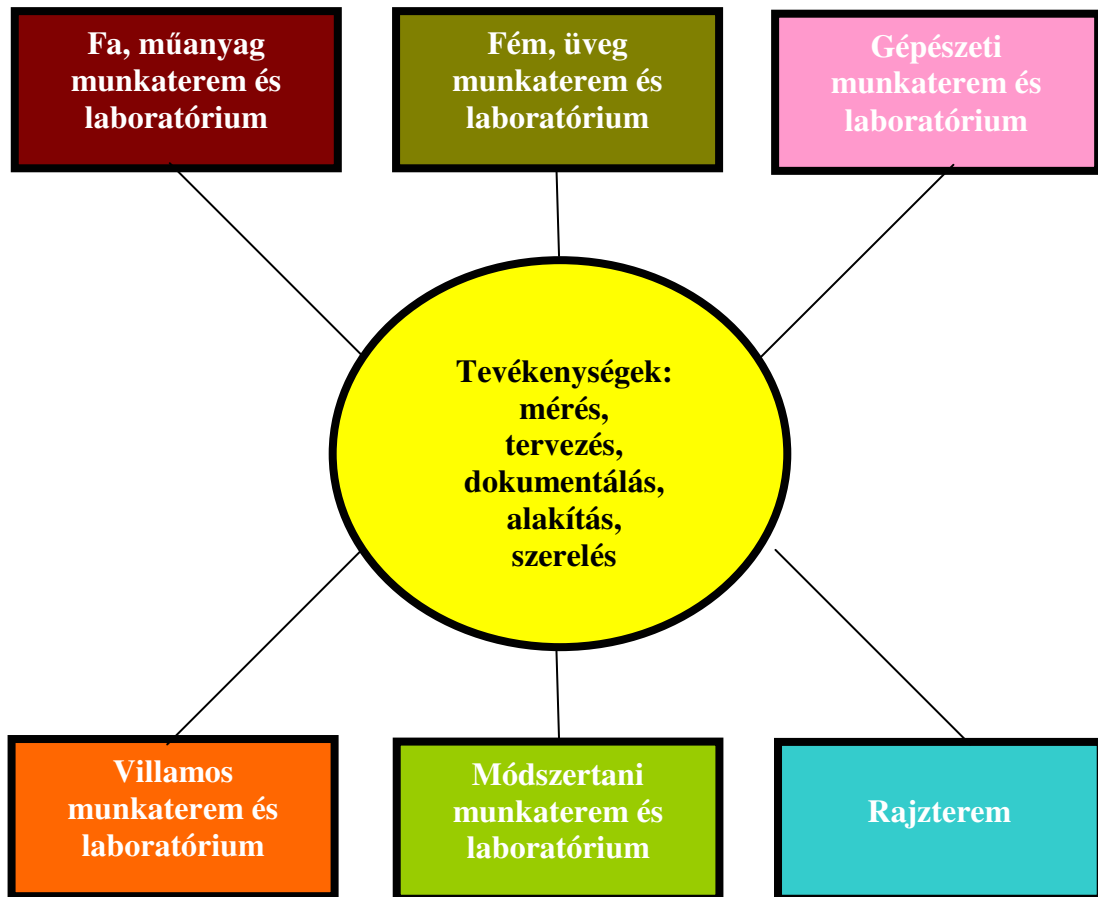 Fa, műanyag
munkaterem és
laboratórium
Fém, üveg
munkaterem és
laboratórium
Gépészeti
munkaterem és
laboratórium
Tevékenységek:
mérés,
tervezés,
dokumentálás,
alakítás,
szerelés
Villamos
munkaterem és
laboratórium
Módszertani
munkaterem és
laboratórium
Rajzterem